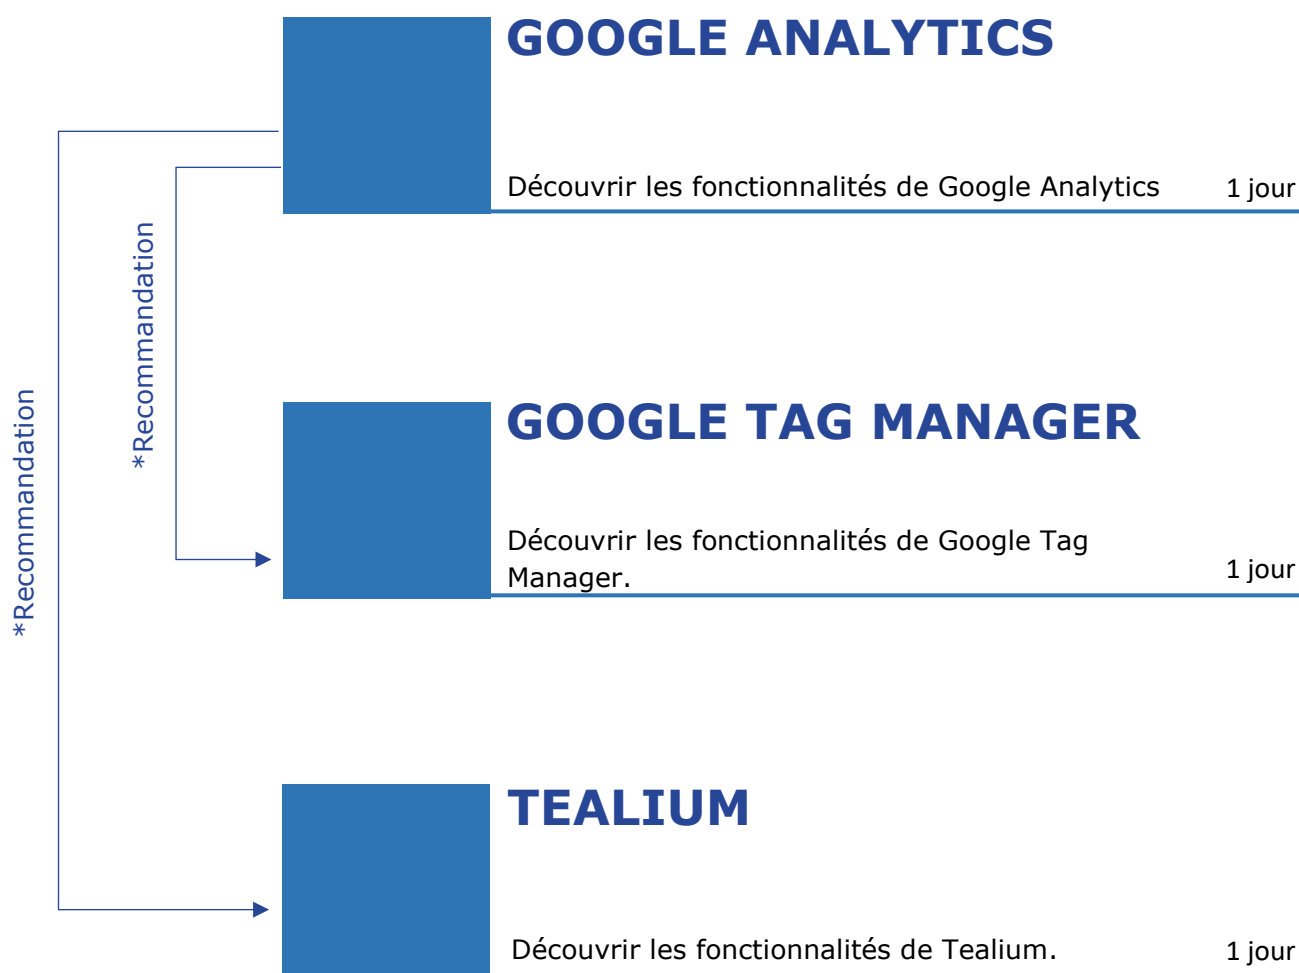 GOOGLE ANALYTICS
Découvrir les fonctionnalités de Google Analytics
1 jour
*Recommandation
*Recommandation
GOOGLE TAG MANAGER
Découvrir les fonctionnalités de Google Tag
Manager.
1 jour
TEALIUM
Découvrir les fonctionnalités de Tealium.
1 jour